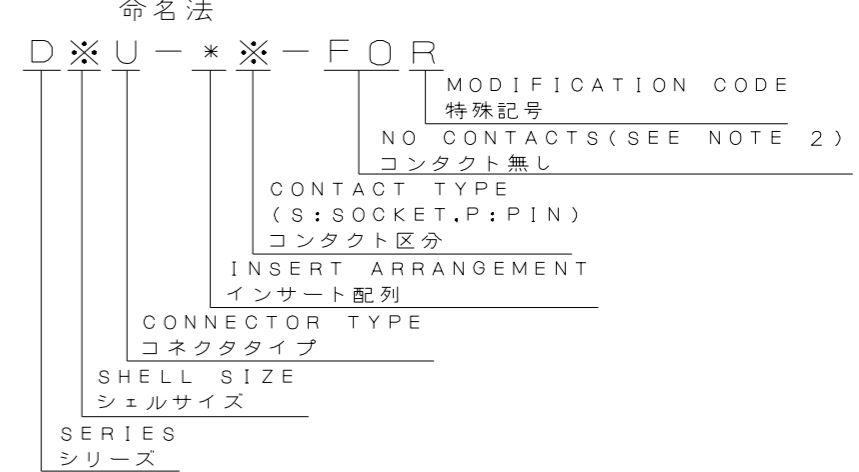 命名法
D※U－*※－FOR
MODIFICATION CODE
特殊記号
NO CONTACTS(SEE NOTE 2)
コンタクト無し
CONTACT TYPE
(S:SOCKET,P:PIN)
コンタクト区分
INSERT ARRANGEMENT
インサート配列
CONNECTOR TYPE
コネクタタイプ
SHELL SIZE
シェルサイズ
SERIES
シリーズ